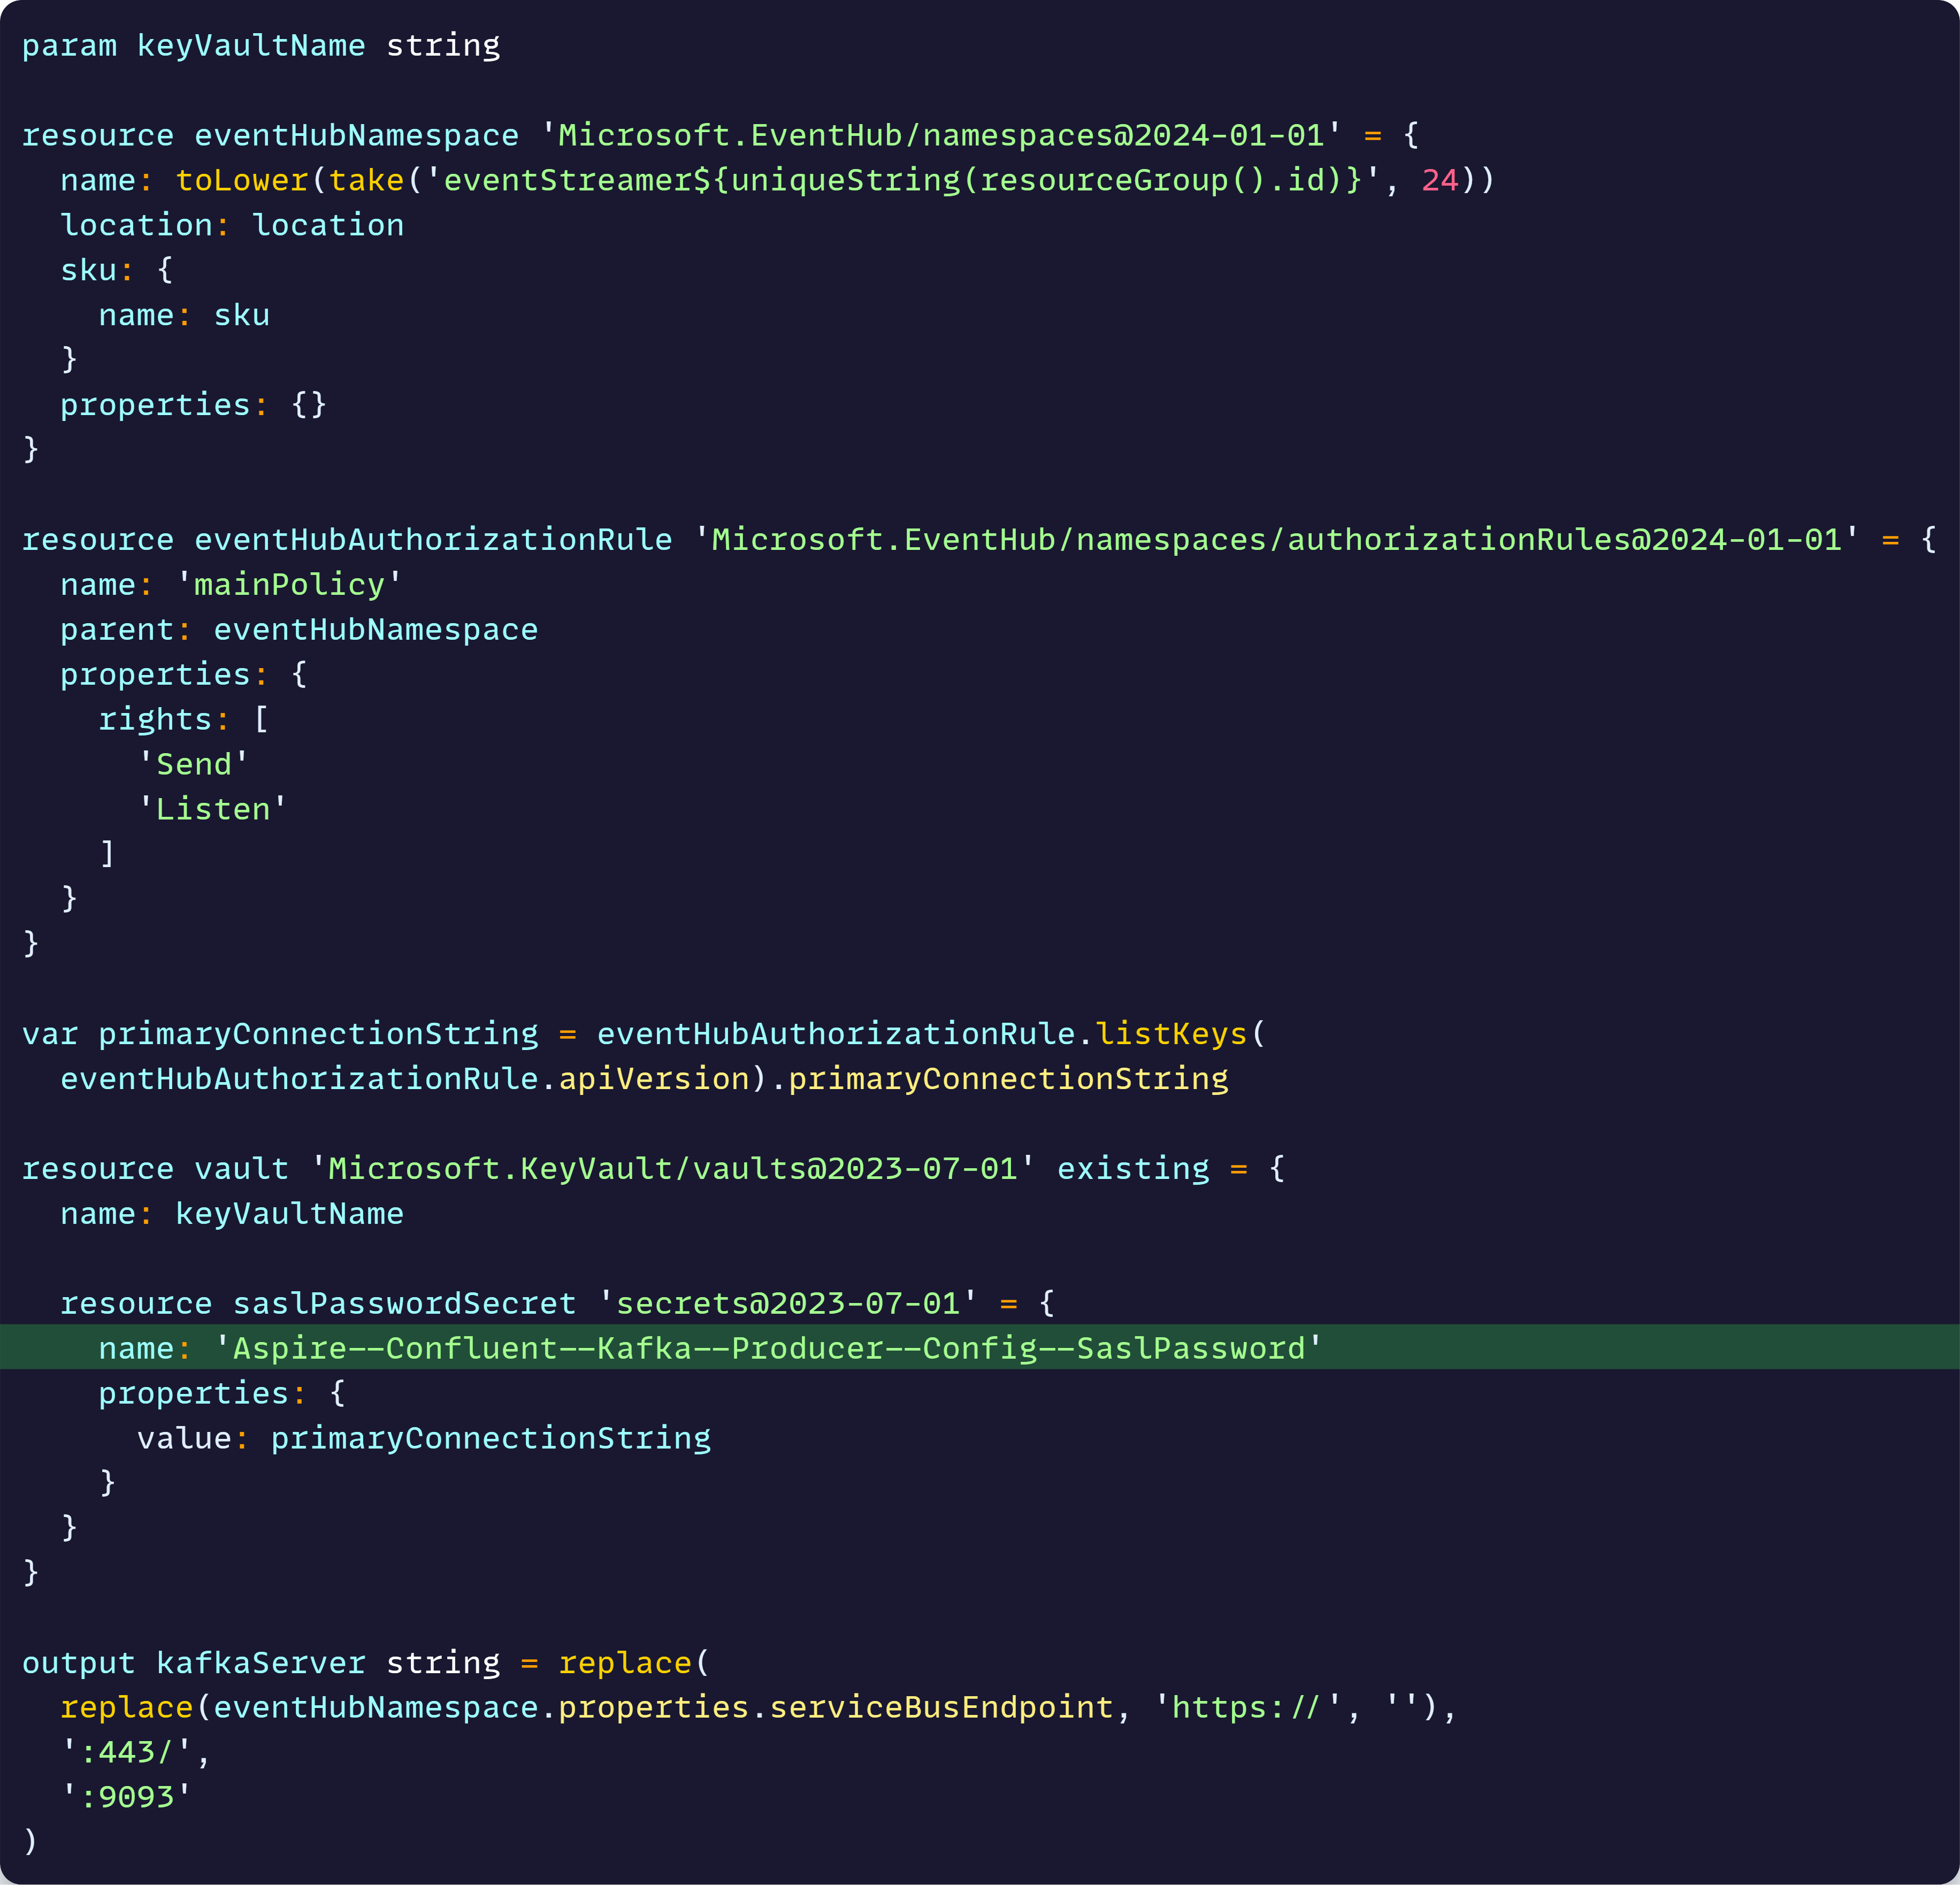 param keyVaultName string

resource eventHubNamespace 'Microsoft.EventHub/namespaces@2024-01-01' = {
  name: toLower(take('eventStreamer${uniqueString(resourceGroup().id)}', 24))
  location: location
  sku: {
    name: sku
  }
  properties: {}
}

resource eventHubAuthorizationRule 'Microsoft.EventHub/namespaces/authorizationRules@2024-01-01' = {
  name: 'mainPolicy'
  parent: eventHubNamespace
  properties: {
    rights: [
      'Send'
      'Listen'
    ]
  }
}

var primaryConnectionString = eventHubAuthorizationRule.listKeys(
  eventHubAuthorizationRule.apiVersion).primaryConnectionString

resource vault 'Microsoft.KeyVault/vaults@2023-07-01' existing = {
  name: keyVaultName

  resource saslPasswordSecret 'secrets@2023-07-01' = {
    name: 'Aspire--Confluent--Kafka--Producer--Config--SaslPassword'
    properties: {
      value: primaryConnectionString
    }
  }
}

output kafkaServer string = replace(
  replace(eventHubNamespace.properties.serviceBusEndpoint, 'https://', ''),
  ':443/',
  ':9093'
)